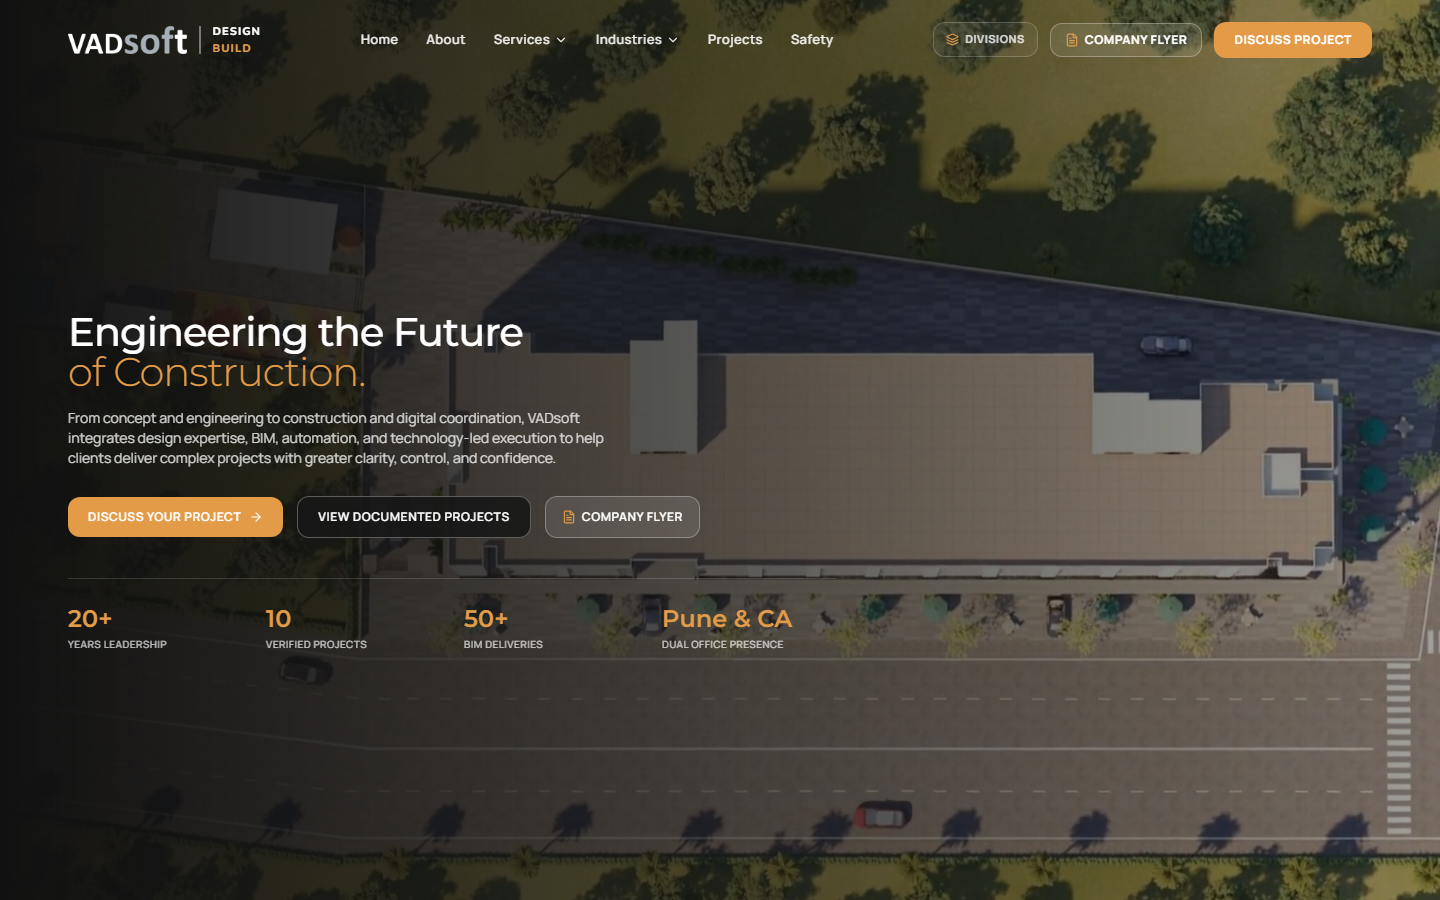 VADsoft
DESIGN
BUILD
Home
About
Services
Industries
Projects
Safety
DIVISIONS
COMPANY FLYER
DISCUSS PROJECT
Engineering the Future
of Construction.
From concept and engineering to construction and digital coordination, VADsoft
integrates design expertise, BIM, automation, and technology-led execution to help
clients deliver complex projects with greater clarity, control, and confidence.
DISCUSS YOUR PROJECT
VIEW DOCUMENTED PROJECTS
COMPANY FLYER
20+
YEARS LEADERSHIP
10
VERIFIED PROJECTS
50+
BIM DELIVERIES
Pune & CA
DUAL OFFICE PRESENCE